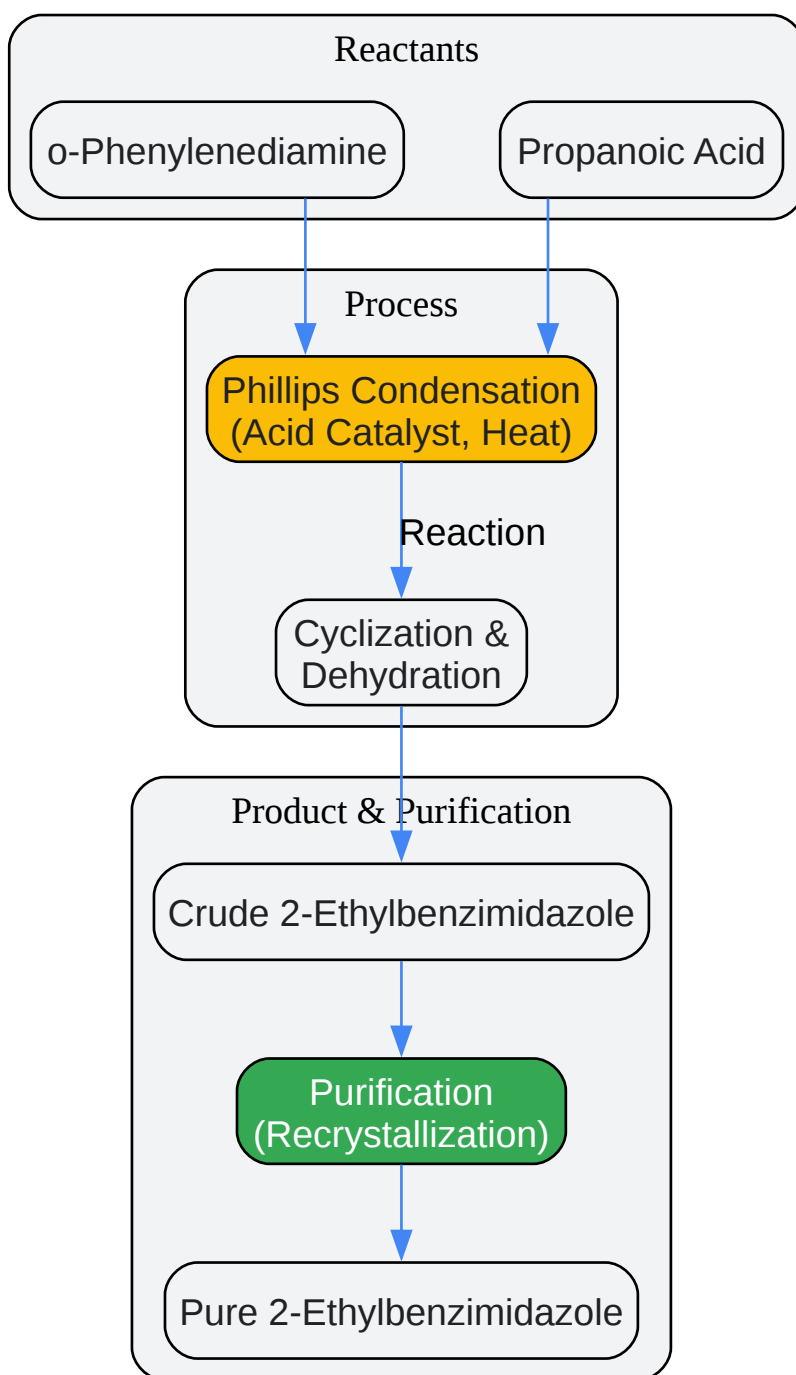 Reactants
o-Phenylenediamine
Propanoic Acid
Process
Phillips Condensation
(Acid Catalyst, Heat)
Reaction
Cyclization &
Dehydration
Product & Purification
Crude 2-Ethylbenzimidazole
Purification
(Recrystallization)
Pure 2-Ethylbenzimidazole